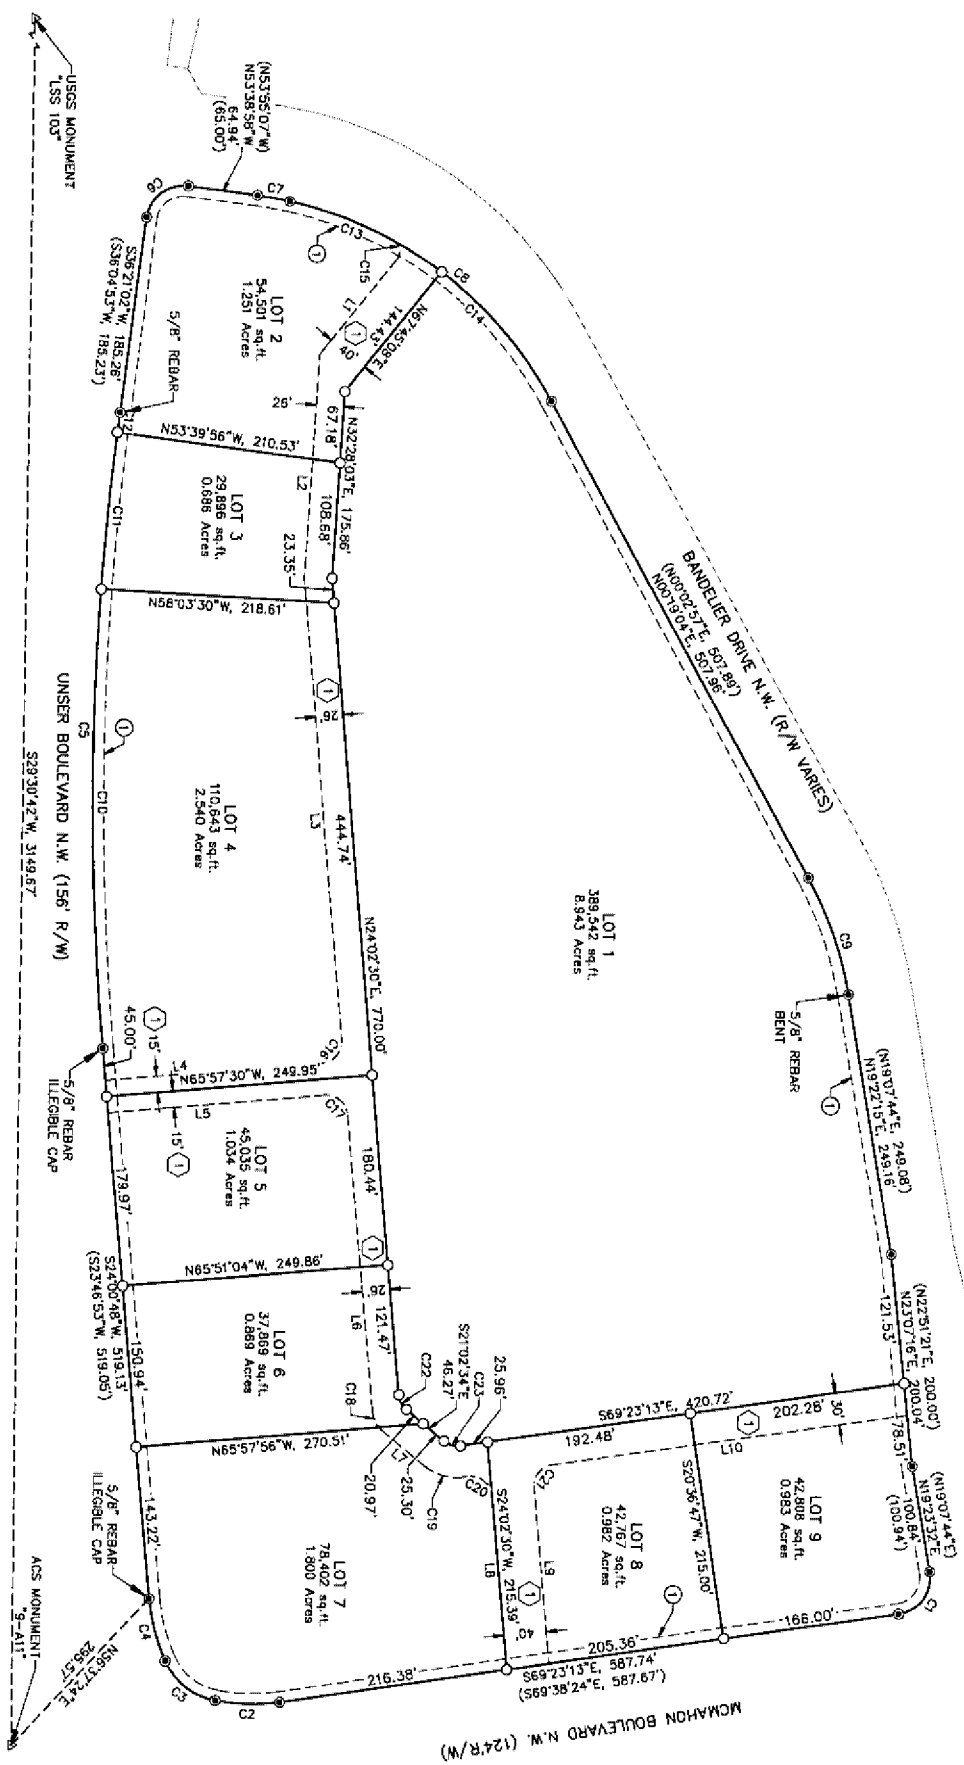 USGS MONUMENT
"LSS 103"
(N53°55'07"W)
N53°38'58"W
64.94'
(65.00')
C6
C7
C13
C15
C8
C14
1
S36°21'02"W, 185.26'
(S36°04'53"W, 185.23')
5/8" REBAR
LOT 2
54,501 sq.ft.
1.251 Acres
L1
1
40'
N67°45'08"E
144.43'
26'
67.18'
N32°28'03"E, 175.86'
C12
N53°39'56"W, 210.53'
L2
108.68'
LOT 3
29,896 sq.ft.
0.686 Acres
C11
23.35'
N58°03'30"W, 218.61'
BANDELIER DRIVE N.W. (R/W VARIES)
(N00°02'57"E, 507.89')
N00°19'04"E, 507.96'
UNSER BOULEVARD N.W. (156' R/W)
S29°30'42"W, 3149.67'
C5
1
C10
1
26'
L3
LOT 4
110,643 sq.ft.
2.540 Acres
444.74'
N24°02'30"E, 770.00'
LOT 1
389,542 sq.ft.
8.943 Acres
C9
5/8" REBAR
BENT
(N19°07'44"E, 249.08')
N19°22'15"E, 249.16'
1
45.00'
1
15'
L4
C16
N65°57'30"W, 249.95'
5/8" REBAR
ILLEGIBLE CAP
L5
C17
15'
1
LOT 5
45,035 sq.ft.
1.034 Acres
179.97'
180.44'
1
N65°51'04"W, 249.86'
26'
L6
121.47'
S24°00'48"W, 519.13'
(S23°46'53"W, 519.05')
LOT 6
37,869 sq.ft.
0.869 Acres
150.94'
C18
C22
S21°02'34"E
46.27'
C23
25.96'
N65°57'56"W, 270.51'
L7
20.97'
25.30'
C19
C20
(N22°51'21"E, 200.00')
N23°07'16"E, 200.04'
121.53'
78.51'
S69°23'13"E, 420.72'
202.28'
30'
1
L10
192.48'
S20°36'47"W, 215.00'
(N19°07'44"E)
N19°23'32"E
100.84'
(100.94')
C1
LOT 9
42,808 sq.ft.
0.983 Acres
166.00'
LOT 8
42,767 sq.ft.
0.982 Acres
1
L9
L8
S24°02'30"W, 215.39'
1
40'
205.36'
S69°23'13"E, 587.74'
(S69°38'24"E, 587.67')
LOT 7
78,402 sq.ft.
1.800 Acres
143.22'
5/8" REBAR
ILLEGIBLE CAP
216.38'
C4
C3
C2
N56°37'24"E
295.57'
ACS MONUMENT
"9-A11"
MCMAHON BOULEVARD N.W. (124'R/W)